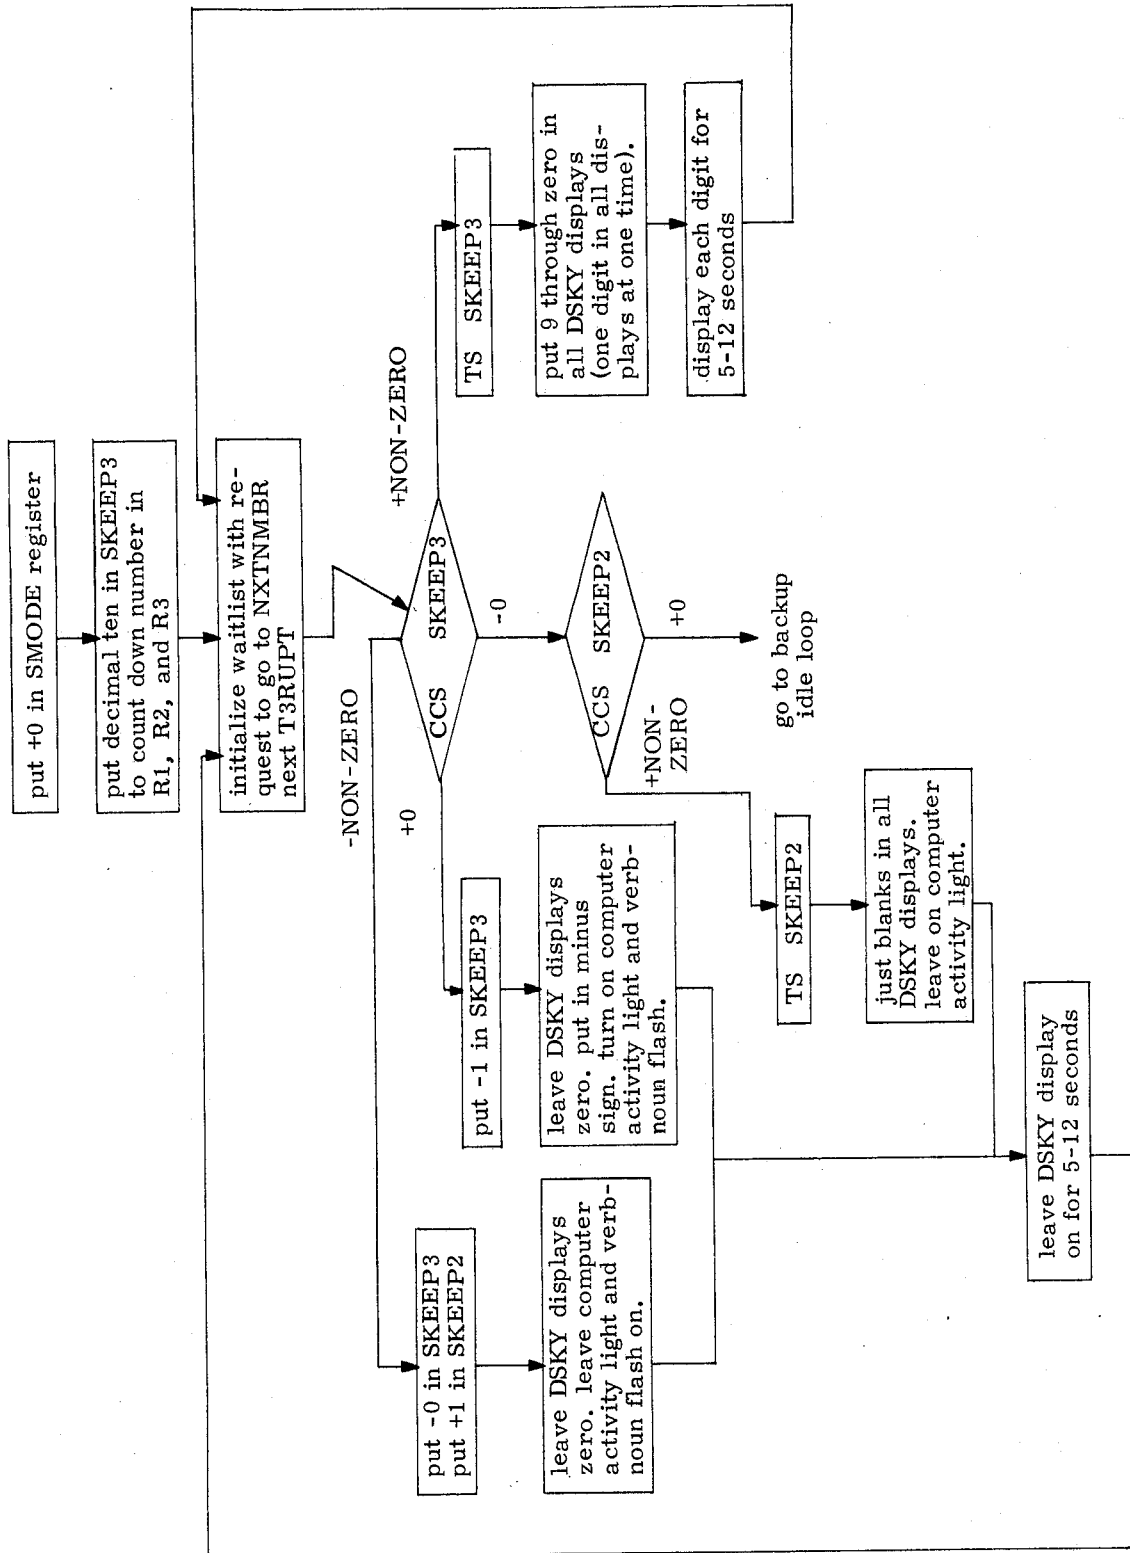 put +0 in SMODE register
put decimal ten in SKEEP3
to count down number in
R1, R2, and R3
initialize waitlist with re-
quest to go to NXTNMBR
next T3RUPT
-NON-ZERO
+NON-ZERO
CCS SKEEP3
+0
-0
put -0 in SKEEP3
put +1 in SKEEP2
leave DSKY displays
zero. leave computer
activity light and verb-
noun flash on.
put -1 in SKEEP3
leave DSKY displays
zero. put in minus
sign. turn on computer
activity light and verb-
noun flash.
CCS SKEEP2
+NON-
ZERO
+0
go to backup
idle loop
TS SKEEP2
just blanks in all
DSKY displays.
leave on computer
activity light.
TS SKEEP3
put 9 through zero in
all DSKY displays
(one digit in all dis-
plays at one time).
display each digit for
5-12 seconds
leave DSKY display
on for 5-12 seconds